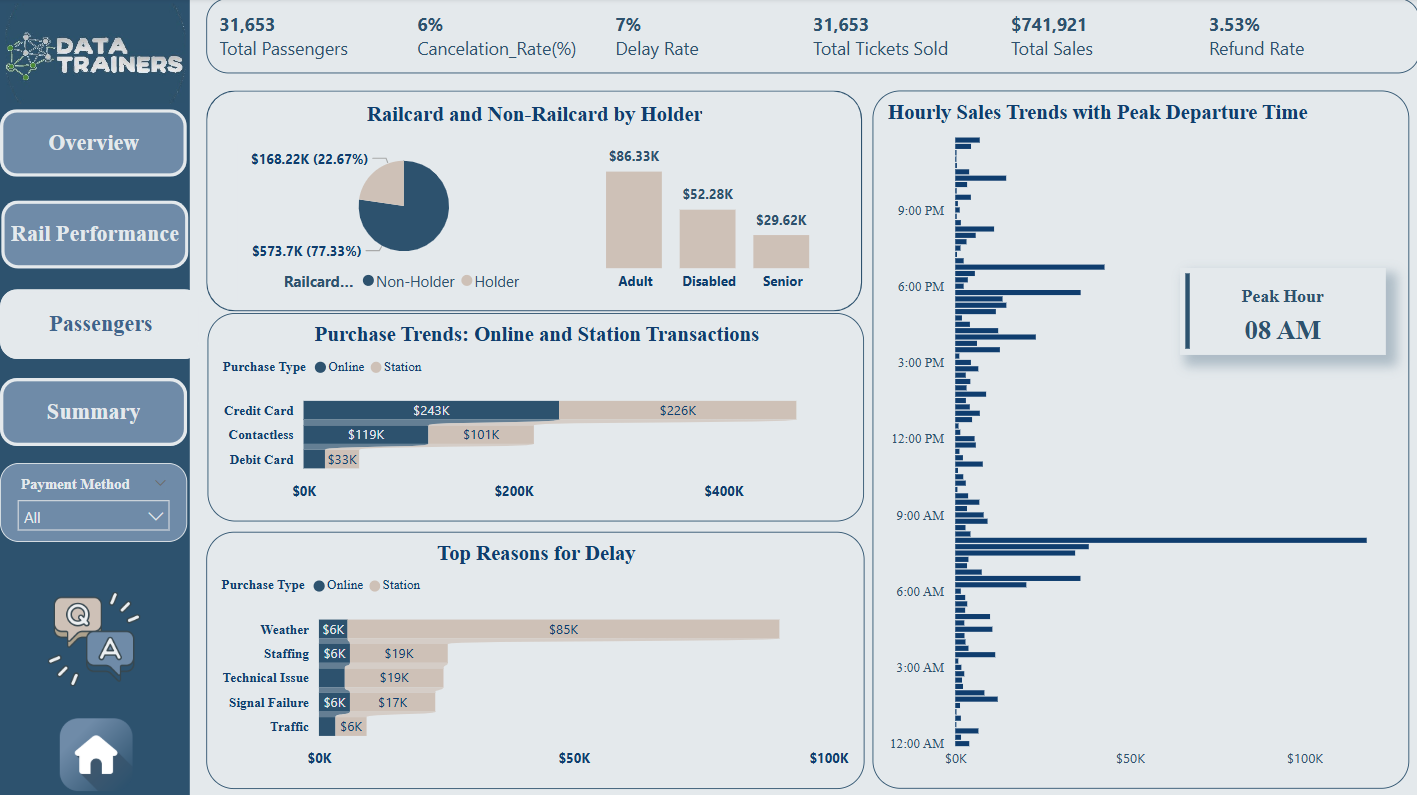 DATA
TRAINERS
Overview
Rail Performance
Passengers
Summary
Payment Method
All
Q
A
31,653
Total Passengers
6%
Cancelation_Rate(%)
7%
Delay Rate
31,653
Total Tickets Sold
$741,921
Total Sales
3.53%
Refund Rate
Railcard and Non-Railcard by Holder
$168.22K (22.67%)
$573.7K (77.33%)
Railcard... Non-Holder Holder
$86.33K
$52.28K
$29.62K
Adult Disabled Senior
Purchase Trends: Online and Station Transactions
Purchase Type Online Station
Credit Card $243K $226K
Contactless $119K $101K
Debit Card $33K
$0K $200K $400K
Top Reasons for Delay
Purchase Type Online Station
Weather $6K $85K
Staffing $6K $19K
Technical Issue $19K
Signal Failure $6K $17K
Traffic $6K
$0K $50K $100K
Hourly Sales Trends with Peak Departure Time
9:00 PM
6:00 PM
3:00 PM
12:00 PM
9:00 AM
6:00 AM
3:00 AM
12:00 AM
$0K $50K $100K
Peak Hour
08 AM